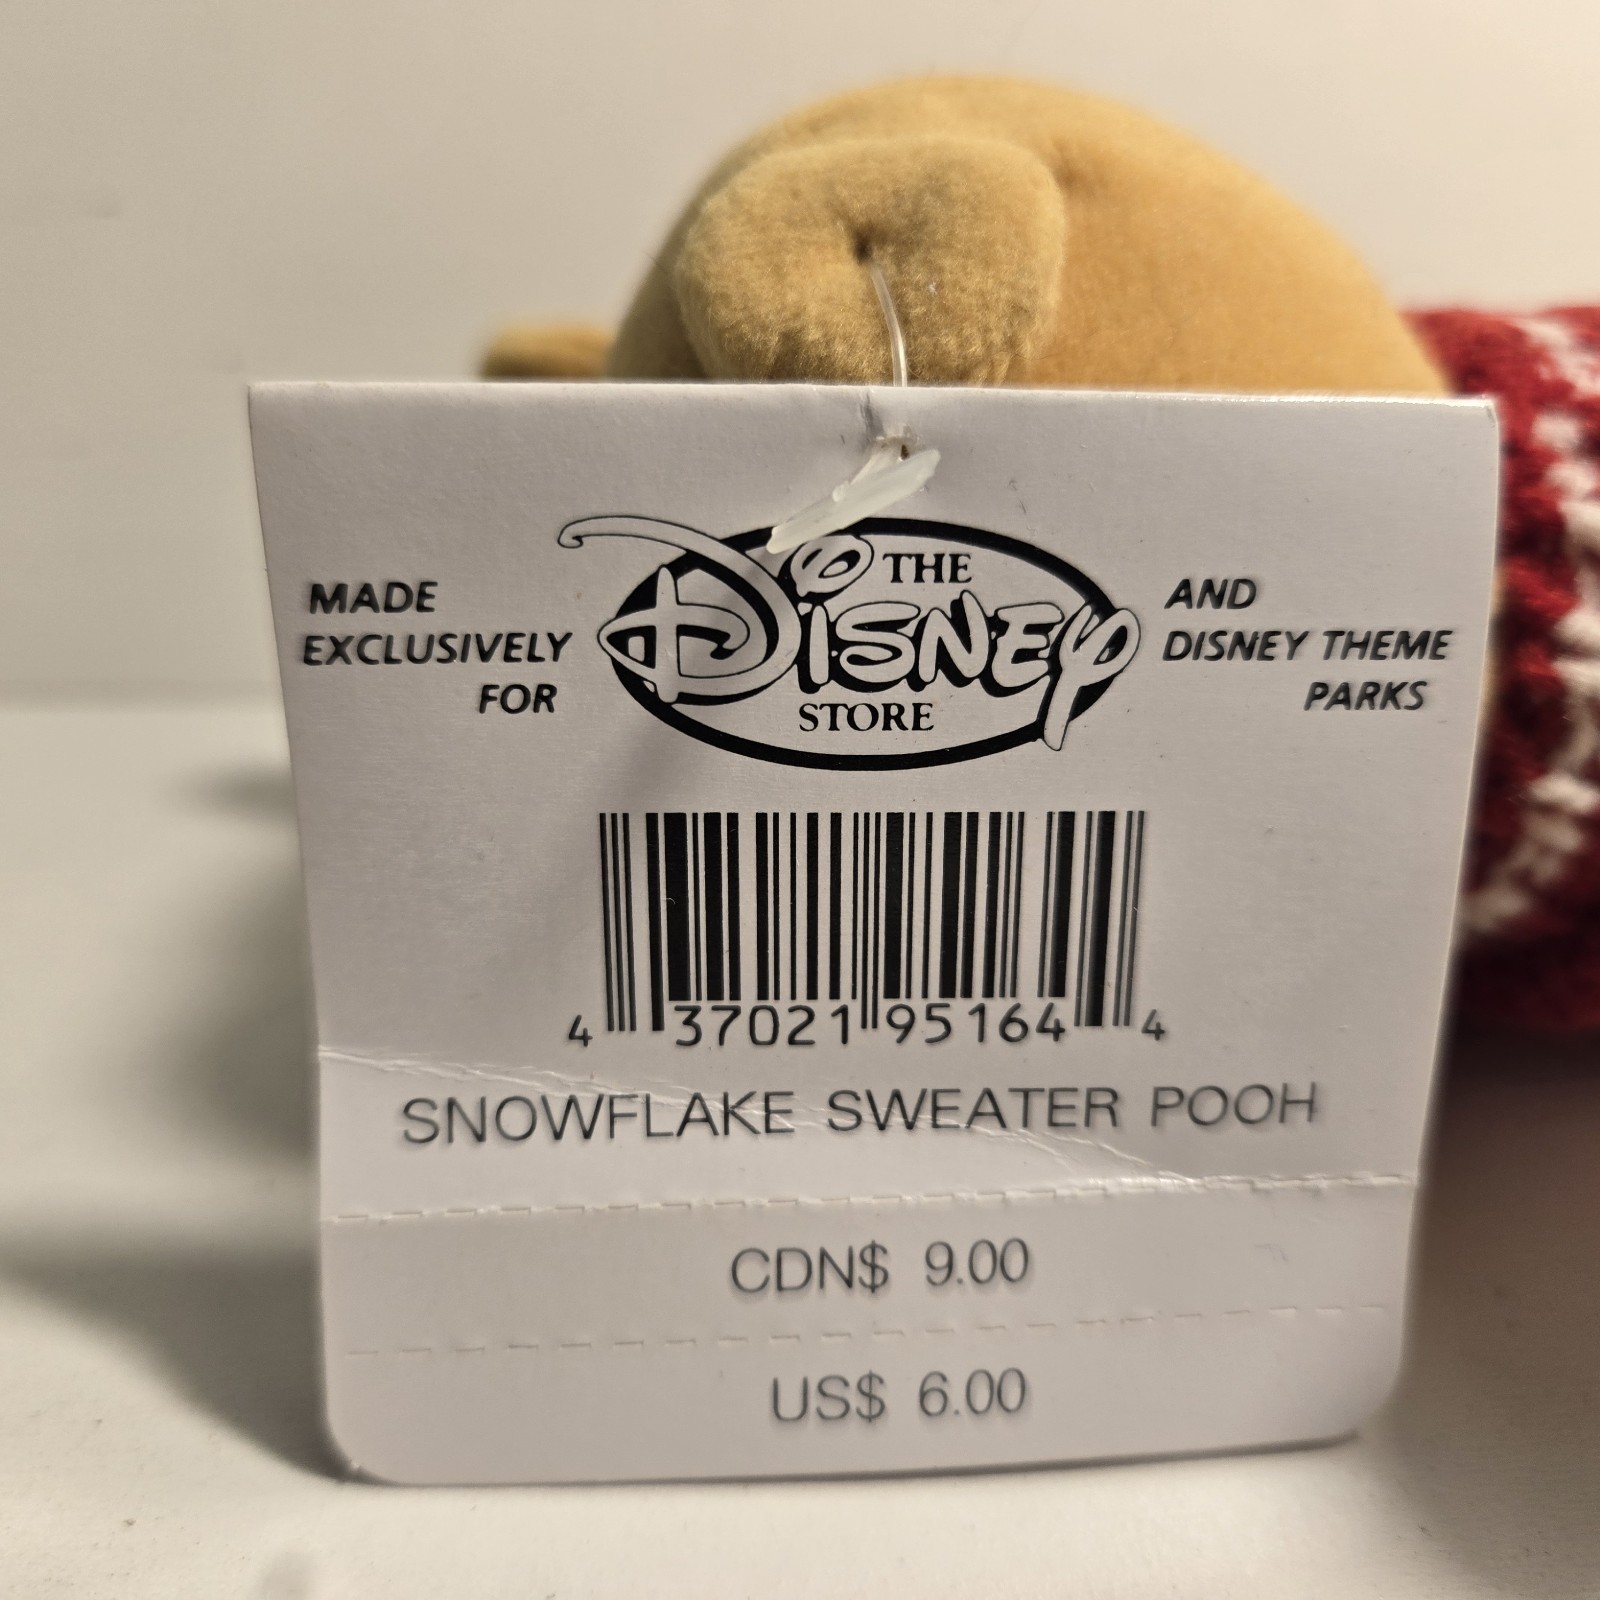 MADE
EXCLUSIVELY
FOR
THE
DISNEY
STORE
AND
DISNEY THEME
PARKS
4 37021 95164 4
SNOWFLAKE SWEATER POOH
CDN$ 9.00
US$ 6.00